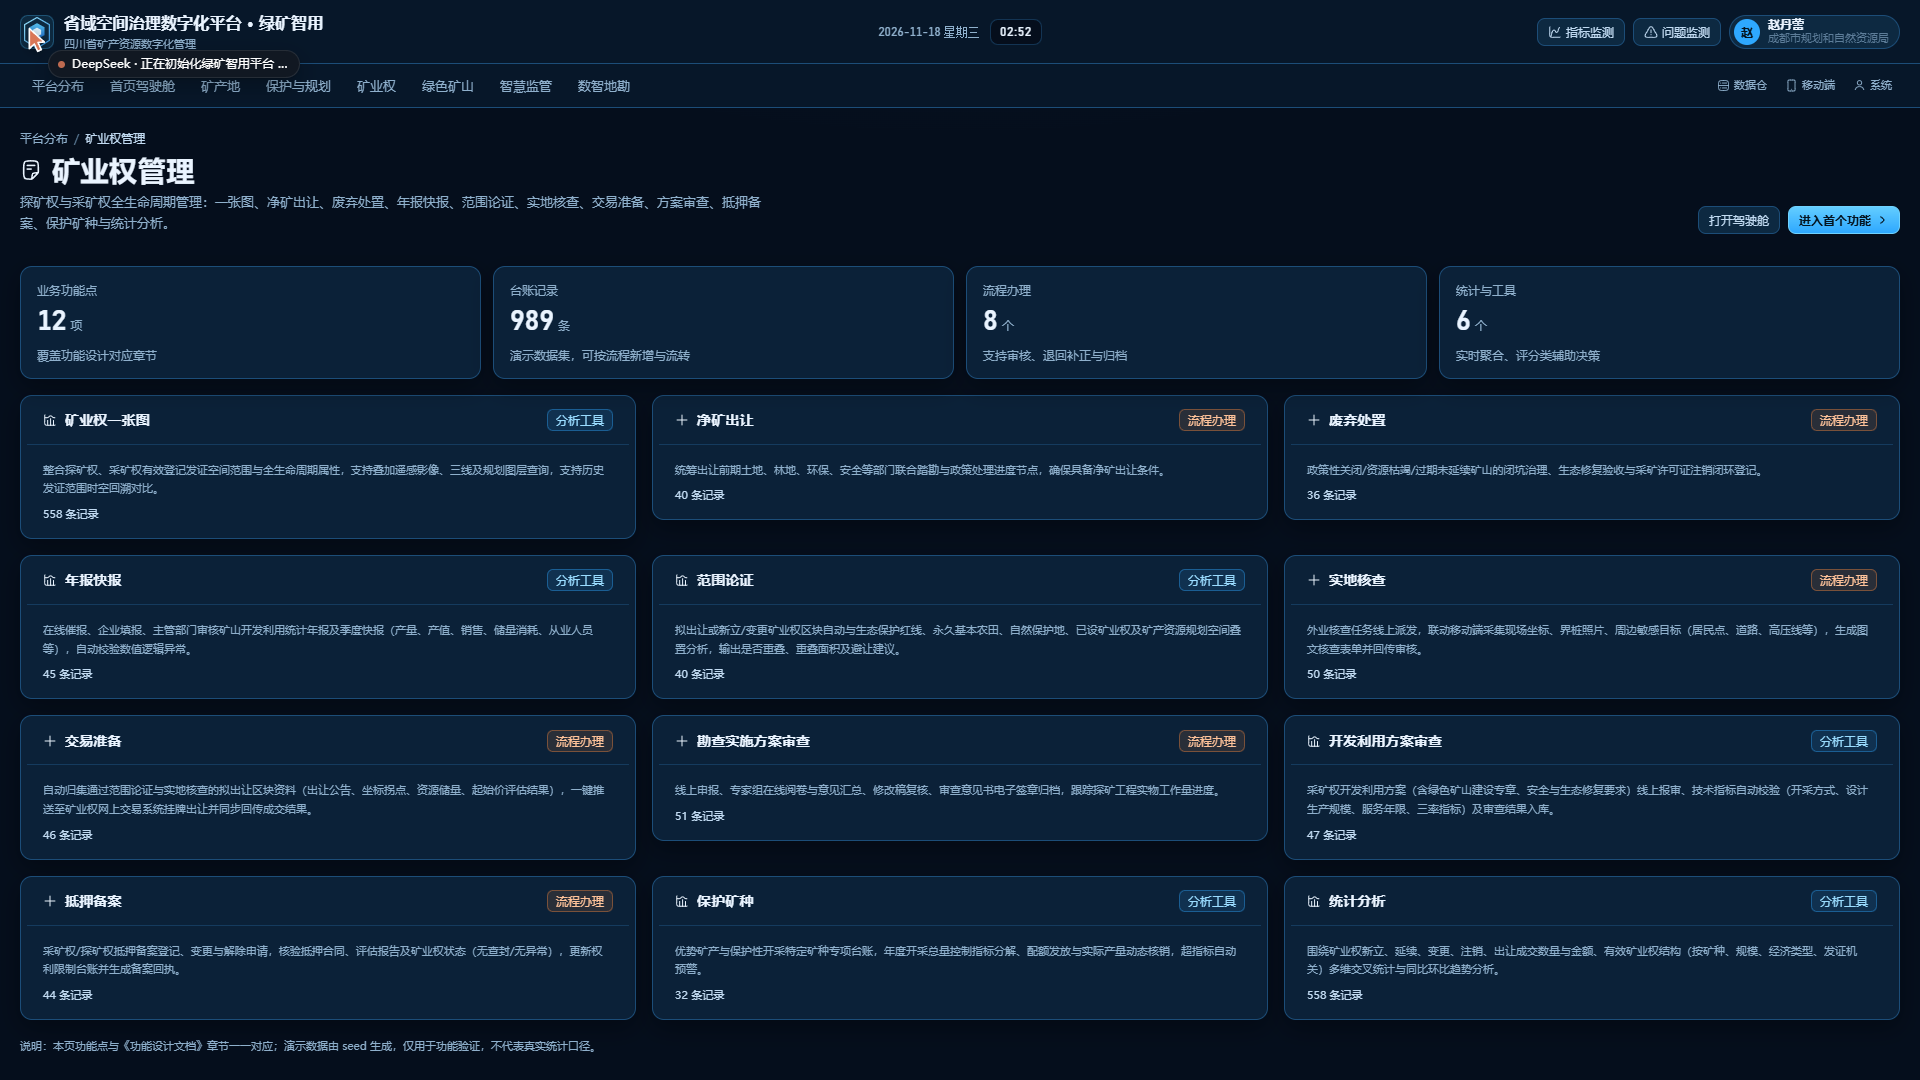 省域空间治理数字化平台 • 绿矿智用
四川省矿产资源数字化管理
2026-11-18 星期三
02:52
指标监测
问题监测
赵
赵丹蕾
成都市规划和自然资源局
DeepSeek · 正在初始化绿矿智用平台 ...
平台分布
首页驾驶舱
矿产地
保护与规划
矿业权
绿色矿山
智慧监管
数智地勘
数据仓
移动端
系统
平台分布 / 矿业权管理
矿业权管理
探矿权与采矿权全生命周期管理：一张图、净矿出让、废弃处置、年报快报、范围论证、实地核查、交易准备、方案审查、抵押备
案、保护矿种与统计分析。
打开驾驶舱
进入首个功能
业务功能点
12 项
覆盖功能设计对应章节
台账记录
989 条
演示数据集，可按流程新增与流转
流程办理
8 个
支持审核、退回补正与归档
统计与工具
6 个
实时聚合、评分类辅助决策
矿业权一张图
分析工具
整合探矿权、采矿权有效登记发证空间范围与全生命周期属性，支持叠加遥感影像、三线及规划图层查询，支持历史
发证范围时空回溯对比。
558 条记录
净矿出让
流程办理
统筹出让前期土地、林地、环保、安全等部门联合踏勘与政策处理进度节点，确保具备净矿出让条件。
40 条记录
废弃处置
流程办理
政策性关闭/资源枯竭/过期未延续矿山的闭坑治理、生态修复验收与采矿许可证注销闭环登记。
36 条记录
年报快报
分析工具
在线催报、企业填报、主管部门审核矿山开发利用统计年报及季度快报（产量、产值、销售、储量消耗、从业人员
等），自动校验数值逻辑异常。
45 条记录
范围论证
分析工具
拟出让或新立/变更矿业权区块自动与生态保护红线、永久基本农田、自然保护地、已设矿业权及矿产资源规划空间叠
置分析，输出是否重叠、重叠面积及避让建议。
40 条记录
实地核查
流程办理
外业核查任务线上派发，联动移动端采集现场坐标、界桩照片、周边敏感目标（居民点、道路、高压线等），生成图
文核查表单并回传审核。
50 条记录
交易准备
流程办理
自动归集通过范围论证与实地核查的拟出让区块资料（出让公告、坐标拐点、资源储量、起始价评估结果），一键推
送至矿业权网上交易系统挂牌出让并同步回传成交结果。
46 条记录
勘查实施方案审查
流程办理
线上申报、专家组在线阅卷与意见汇总、修改稿复核、审查意见书电子签章归档，跟踪探矿工程实物工作量进度。
51 条记录
开发利用方案审查
分析工具
采矿权开发利用方案（含绿色矿山建设专章、安全与生态修复要求）线上报审、技术指标自动校验（开采方式、设计
生产规模、服务年限、三率指标）及审查结果入库。
47 条记录
抵押备案
流程办理
采矿权/探矿权抵押备案登记、变更与解除申请，核验抵押合同、评估报告及矿业权状态（无查封/无异常），更新权
利限制台账并生成备案回执。
44 条记录
保护矿种
分析工具
优势矿产与保护性开采特定矿种专项台账，年度开采总量控制指标分解、配额发放与实际产量动态核销，超指标自动
预警。
32 条记录
统计分析
分析工具
围绕矿业权新立、延续、变更、注销、出让成交数量与金额、有效矿业权结构（按矿种、规模、经济类型、发证机
关）多维交叉统计与同比环比趋势分析。
558 条记录
说明：本页功能点与《功能设计文档》章节一一对应；演示数据由 seed 生成，仅用于功能验证，不代表真实统计口径。